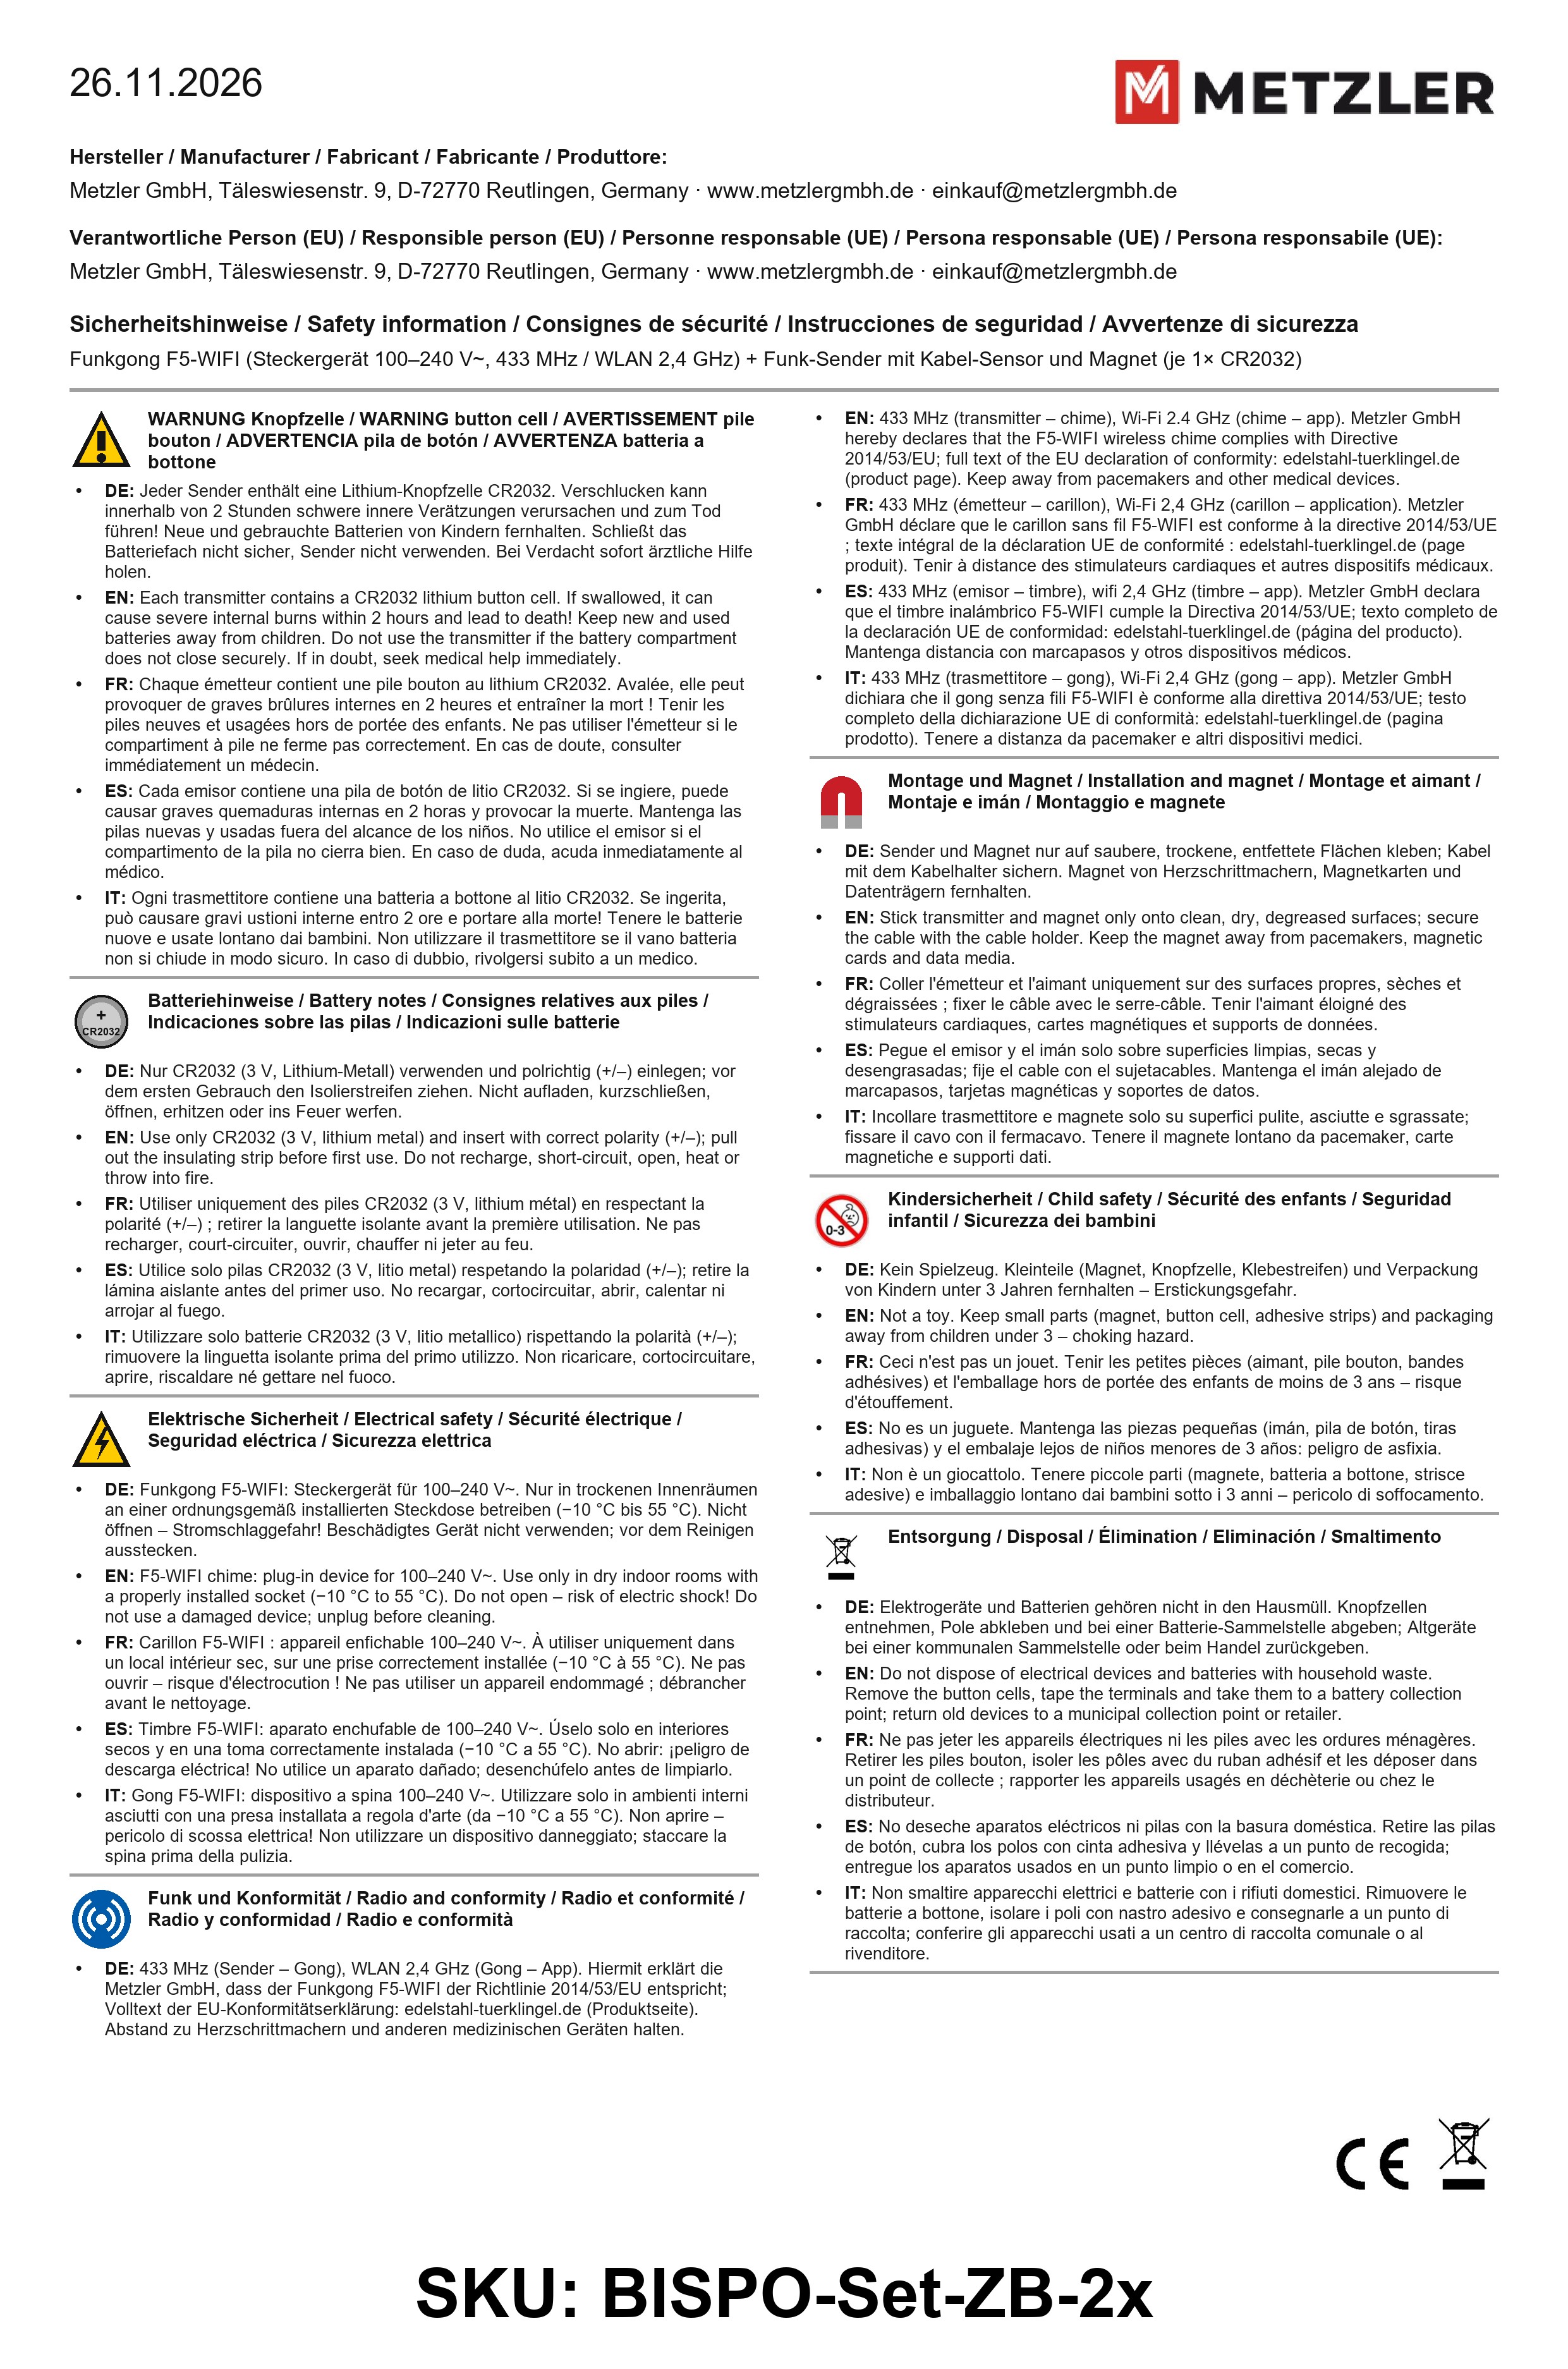 26.11.2026
METZLER
Hersteller / Manufacturer / Fabricant / Fabricante / Produttore:
Metzler GmbH, Täleswiesenstr. 9, D-72770 Reutlingen, Germany · www.metzlergmbh.de · einkauf@metzlergmbh.de
Verantwortliche Person (EU) / Responsible person (EU) / Personne responsable (UE) / Persona responsable (UE) / Persona responsabile (UE):
Metzler GmbH, Täleswiesenstr. 9, D-72770 Reutlingen, Germany · www.metzlergmbh.de · einkauf@metzlergmbh.de
Sicherheitshinweise / Safety information / Consignes de sécurité / Instrucciones de seguridad / Avvertenze di sicurezza
Funkgong F5-WIFI (Steckergerät 100–240 V~, 433 MHz / WLAN 2,4 GHz) + Funk-Sender mit Kabel-Sensor und Magnet (je 1× CR2032)
WARNUNG Knopfzelle / WARNING button cell / AVERTISSEMENT pile
bouton / ADVERTENCIA pila de botón / AVVERTENZA batteria a
bottone
• DE: Jeder Sender enthält eine Lithium-Knopfzelle CR2032. Verschlucken kann
innerhalb von 2 Stunden schwere innere Verätzungen verursachen und zum Tod
führen! Neue und gebrauchte Batterien von Kindern fernhalten. Schließt das
Batteriefach nicht sicher, Sender nicht verwenden. Bei Verdacht sofort ärztliche Hilfe
holen.
• EN: Each transmitter contains a CR2032 lithium button cell. If swallowed, it can
cause severe internal burns within 2 hours and lead to death! Keep new and used
batteries away from children. Do not use the transmitter if the battery compartment
does not close securely. If in doubt, seek medical help immediately.
• FR: Chaque émetteur contient une pile bouton au lithium CR2032. Avalée, elle peut
provoquer de graves brûlures internes en 2 heures et entraîner la mort ! Tenir les
piles neuves et usagées hors de portée des enfants. Ne pas utiliser l'émetteur si le
compartiment à pile ne ferme pas correctement. En cas de doute, consulter
immédiatement un médecin.
• ES: Cada emisor contiene una pila de botón de litio CR2032. Si se ingiere, puede
causar graves quemaduras internas en 2 horas y provocar la muerte. Mantenga las
pilas nuevas y usadas fuera del alcance de los niños. No utilice el emisor si el
compartimento de la pila no cierra bien. En caso de duda, acuda inmediatamente al
médico.
• IT: Ogni trasmettitore contiene una batteria a bottone al litio CR2032. Se ingerita,
può causare gravi ustioni interne entro 2 ore e portare alla morte! Tenere le batterie
nuove e usate lontano dai bambini. Non utilizzare il trasmettitore se il vano batteria
non si chiude in modo sicuro. In caso di dubbio, rivolgersi subito a un medico.
+
CR2032
Batteriehinweise / Battery notes / Consignes relatives aux piles /
Indicaciones sobre las pilas / Indicazioni sulle batterie
• DE: Nur CR2032 (3 V, Lithium-Metall) verwenden und polrichtig (+/–) einlegen; vor
dem ersten Gebrauch den Isolierstreifen ziehen. Nicht aufladen, kurzschließen,
öffnen, erhitzen oder ins Feuer werfen.
• EN: Use only CR2032 (3 V, lithium metal) and insert with correct polarity (+/–); pull
out the insulating strip before first use. Do not recharge, short-circuit, open, heat or
throw into fire.
• FR: Utiliser uniquement des piles CR2032 (3 V, lithium métal) en respectant la
polarité (+/–) ; retirer la languette isolante avant la première utilisation. Ne pas
recharger, court-circuiter, ouvrir, chauffer ni jeter au feu.
• ES: Utilice solo pilas CR2032 (3 V, litio metal) respetando la polaridad (+/–); retire la
lámina aislante antes del primer uso. No recargar, cortocircuitar, abrir, calentar ni
arrojar al fuego.
• IT: Utilizzare solo batterie CR2032 (3 V, litio metallico) rispettando la polarità (+/–);
rimuovere la linguetta isolante prima del primo utilizzo. Non ricaricare, cortocircuitare,
aprire, riscaldare né gettare nel fuoco.
Elektrische Sicherheit / Electrical safety / Sécurité électrique /
Seguridad eléctrica / Sicurezza elettrica
• DE: Funkgong F5-WIFI: Steckergerät für 100–240 V~. Nur in trockenen Innenräumen
an einer ordnungsgemäß installierten Steckdose betreiben (−10 °C bis 55 °C). Nicht
öffnen – Stromschlaggefahr! Beschädigtes Gerät nicht verwenden; vor dem Reinigen
ausstecken.
• EN: F5-WIFI chime: plug-in device for 100–240 V~. Use only in dry indoor rooms with
a properly installed socket (−10 °C to 55 °C). Do not open – risk of electric shock! Do
not use a damaged device; unplug before cleaning.
• FR: Carillon F5-WIFI : appareil enfichable 100–240 V~. À utiliser uniquement dans
un local intérieur sec, sur une prise correctement installée (−10 °C à 55 °C). Ne pas
ouvrir – risque d'électrocution ! Ne pas utiliser un appareil endommagé ; débrancher
avant le nettoyage.
• ES: Timbre F5-WIFI: aparato enchufable de 100–240 V~. Úselo solo en interiores
secos y en una toma correctamente instalada (−10 °C a 55 °C). No abrir: ¡peligro de
descarga eléctrica! No utilice un aparato dañado; desenchúfelo antes de limpiarlo.
• IT: Gong F5-WIFI: dispositivo a spina 100–240 V~. Utilizzare solo in ambienti interni
asciutti con una presa installata a regola d'arte (da −10 °C a 55 °C). Non aprire –
pericolo di scossa elettrica! Non utilizzare un dispositivo danneggiato; staccare la
spina prima della pulizia.
Funk und Konformität / Radio and conformity / Radio et conformité /
Radio y conformidad / Radio e conformità
• DE: 433 MHz (Sender – Gong), WLAN 2,4 GHz (Gong – App). Hiermit erklärt die
Metzler GmbH, dass der Funkgong F5-WIFI der Richtlinie 2014/53/EU entspricht;
Volltext der EU-Konformitätserklärung: edelstahl-tuerklingel.de (Produktseite).
Abstand zu Herzschrittmachern und anderen medizinischen Geräten halten.
• EN: 433 MHz (transmitter – chime), Wi-Fi 2.4 GHz (chime – app). Metzler GmbH
hereby declares that the F5-WIFI wireless chime complies with Directive
2014/53/EU; full text of the EU declaration of conformity: edelstahl-tuerklingel.de
(product page). Keep away from pacemakers and other medical devices.
• FR: 433 MHz (émetteur – carillon), Wi-Fi 2,4 GHz (carillon – application). Metzler
GmbH déclare que le carillon sans fil F5-WIFI est conforme à la directive 2014/53/UE
; texte intégral de la déclaration UE de conformité : edelstahl-tuerklingel.de (page
produit). Tenir à distance des stimulateurs cardiaques et autres dispositifs médicaux.
• ES: 433 MHz (emisor – timbre), wifi 2,4 GHz (timbre – app). Metzler GmbH declara
que el timbre inalámbrico F5-WIFI cumple la Directiva 2014/53/UE; texto completo de
la declaración UE de conformidad: edelstahl-tuerklingel.de (página del producto).
Mantenga distancia con marcapasos y otros dispositivos médicos.
• IT: 433 MHz (trasmettitore – gong), Wi-Fi 2,4 GHz (gong – app). Metzler GmbH
dichiara che il gong senza fili F5-WIFI è conforme alla direttiva 2014/53/UE; testo
completo della dichiarazione UE di conformità: edelstahl-tuerklingel.de (pagina
prodotto). Tenere a distanza da pacemaker e altri dispositivi medici.
Montage und Magnet / Installation and magnet / Montage et aimant /
Montaje e imán / Montaggio e magnete
• DE: Sender und Magnet nur auf saubere, trockene, entfettete Flächen kleben; Kabel
mit dem Kabelhalter sichern. Magnet von Herzschrittmachern, Magnetkarten und
Datenträgern fernhalten.
• EN: Stick transmitter and magnet only onto clean, dry, degreased surfaces; secure
the cable with the cable holder. Keep the magnet away from pacemakers, magnetic
cards and data media.
• FR: Coller l'émetteur et l'aimant uniquement sur des surfaces propres, sèches et
dégraissées ; fixer le câble avec le serre-câble. Tenir l'aimant éloigné des
stimulateurs cardiaques, cartes magnétiques et supports de données.
• ES: Pegue el emisor y el imán solo sobre superficies limpias, secas y
desengrasadas; fije el cable con el sujetacables. Mantenga el imán alejado de
marcapasos, tarjetas magnéticas y soportes de datos.
• IT: Incollare trasmettitore e magnete solo su superfici pulite, asciutte e sgrassate;
fissare il cavo con il fermacavo. Tenere il magnete lontano da pacemaker, carte
magnetiche e supporti dati.
0-3
Kindersicherheit / Child safety / Sécurité des enfants / Seguridad
infantil / Sicurezza dei bambini
• DE: Kein Spielzeug. Kleinteile (Magnet, Knopfzelle, Klebestreifen) und Verpackung
von Kindern unter 3 Jahren fernhalten – Erstickungsgefahr.
• EN: Not a toy. Keep small parts (magnet, button cell, adhesive strips) and packaging
away from children under 3 – choking hazard.
• FR: Ceci n'est pas un jouet. Tenir les petites pièces (aimant, pile bouton, bandes
adhésives) et l'emballage hors de portée des enfants de moins de 3 ans – risque
d'étouffement.
• ES: No es un juguete. Mantenga las piezas pequeñas (imán, pila de botón, tiras
adhesivas) y el embalaje lejos de niños menores de 3 años: peligro de asfixia.
• IT: Non è un giocattolo. Tenere piccole parti (magnete, batteria a bottone, strisce
adesive) e imballaggio lontano dai bambini sotto i 3 anni – pericolo di soffocamento.
Entsorgung / Disposal / Élimination / Eliminación / Smaltimento
• DE: Elektrogeräte und Batterien gehören nicht in den Hausmüll. Knopfzellen
entnehmen, Pole abkleben und bei einer Batterie-Sammelstelle abgeben; Altgeräte
bei einer kommunalen Sammelstelle oder beim Handel zurückgeben.
• EN: Do not dispose of electrical devices and batteries with household waste.
Remove the button cells, tape the terminals and take them to a battery collection
point; return old devices to a municipal collection point or retailer.
• FR: Ne pas jeter les appareils électriques ni les piles avec les ordures ménagères.
Retirer les piles bouton, isoler les pôles avec du ruban adhésif et les déposer dans
un point de collecte ; rapporter les appareils usagés en déchèterie ou chez le
distributeur.
• ES: No deseche aparatos eléctricos ni pilas con la basura doméstica. Retire las pilas
de botón, cubra los polos con cinta adhesiva y llévelas a un punto de recogida;
entregue los aparatos usados en un punto limpio o en el comercio.
• IT: Non smaltire apparecchi elettrici e batterie con i rifiuti domestici. Rimuovere le
batterie a bottone, isolare i poli con nastro adesivo e consegnarle a un punto di
raccolta; conferire gli apparecchi usati a un centro di raccolta comunale o al
rivenditore.
CE
SKU: BISPO-Set-ZB-2x